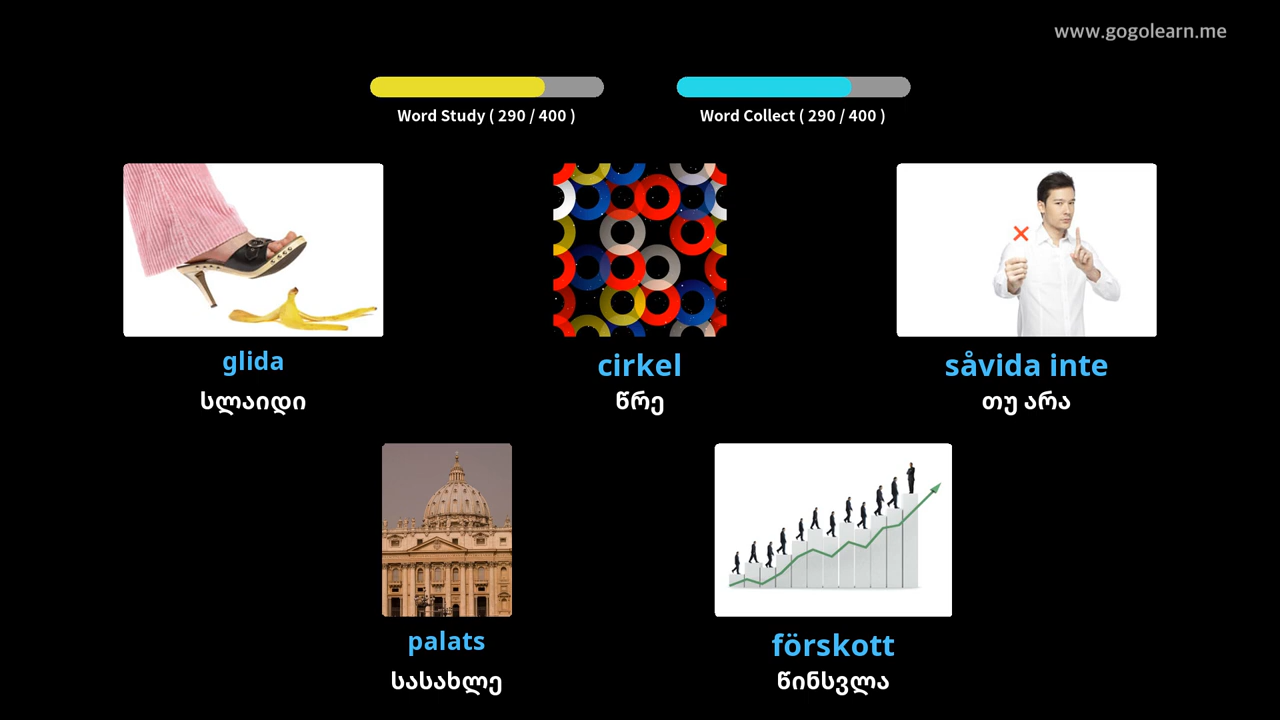 www.gogolearn.me
Word Study ( 290 / 400 )
Word Collect ( 290 / 400 )
glida
სლაიდი
cirkel
წრე
såvida inte
თუ არა
palats
სასახლე
förskott
წინსვლა